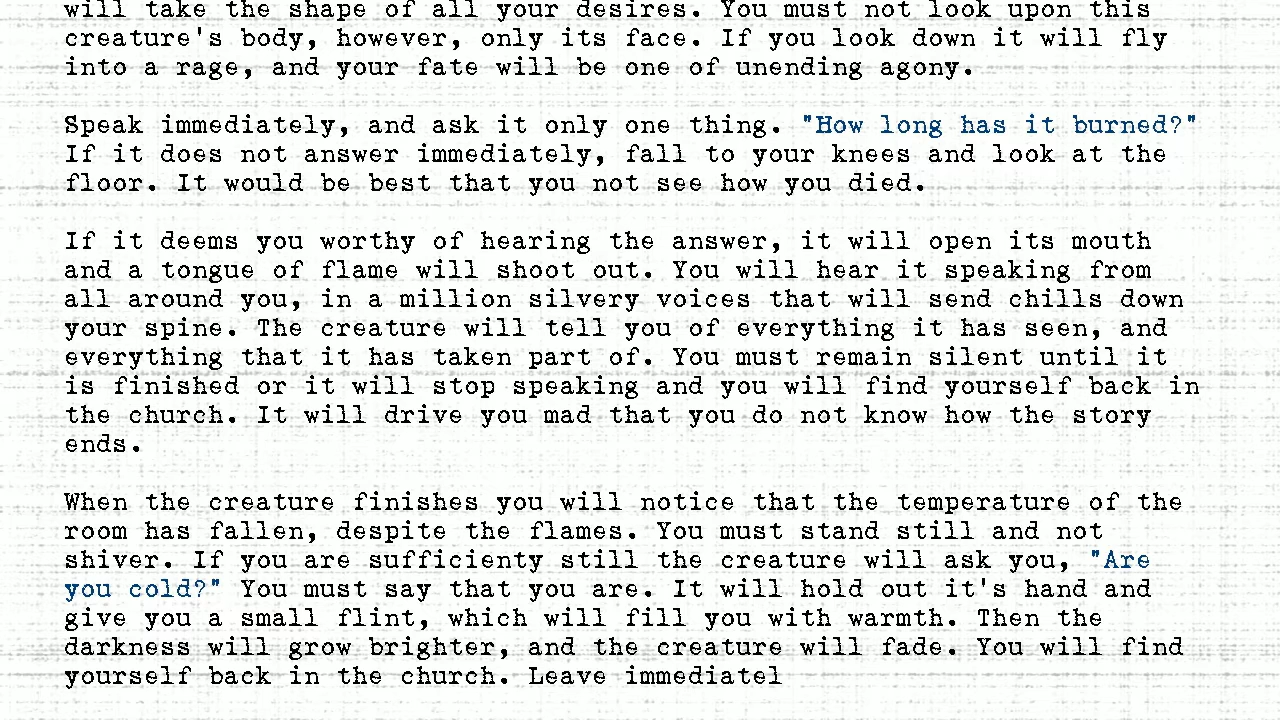 will take the shape of all your desires. You must not look upon this
creature's body, however, only its face. If you look down it will fly
into a rage, and your fate will be one of unending agony.
Speak immediately, and ask it only one thing. "How long has it burned?"
If it does not answer immediately, fall to your knees and look at the
floor. It would be best that you not see how you died.
If it deems you worthy of hearing the answer, it will open its mouth
and a tongue of flame will shoot out. You will hear it speaking from
all around you, in a million silvery voices that will send chills down
your spine. The creature will tell you of everything it has seen, and
everything that it has taken part of. You must remain silent until it
is finished or it will stop speaking and you will find yourself back in
the church. It will drive you mad that you do not know how the story
ends.
When the creature finishes you will notice that the temperature of the
room has fallen, despite the flames. You must stand still and not
shiver. If you are sufficienty still the creature will ask you, "Are
you cold?" You must say that you are. It will hold out it's hand and
give you a small flint, which will fill you with warmth. Then the
darkness will grow brighter, and the creature will fade. You will find
yourself back in the church. Leave immediatel